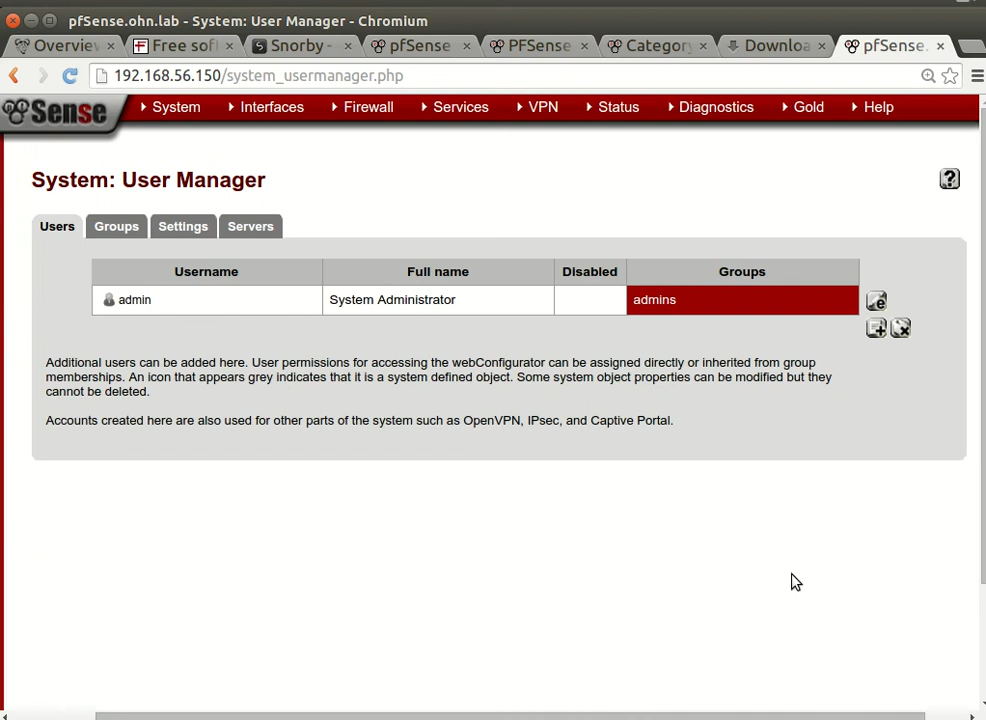 pfSense.ohn.lab - System: User Manager - Chromium
Overview Free sof Snorby - pfSense PFSense Category Downloa pfSense.
192.168.56.150/system_usermanager.php
Sense System Interfaces Firewall Services VPN Status Diagnostics Gold Help
System: User Manager
Users Groups Settings Servers
Username Full name Disabled Groups
admin System Administrator admins
Additional users can be added here. User permissions for accessing the webConfigurator can be assigned directly or inherited from group
memberships. An icon that appears grey indicates that it is a system defined object. Some system object properties can be modified but they
cannot be deleted.
Accounts created here are also used for other parts of the system such as OpenVPN, IPsec, and Captive Portal.